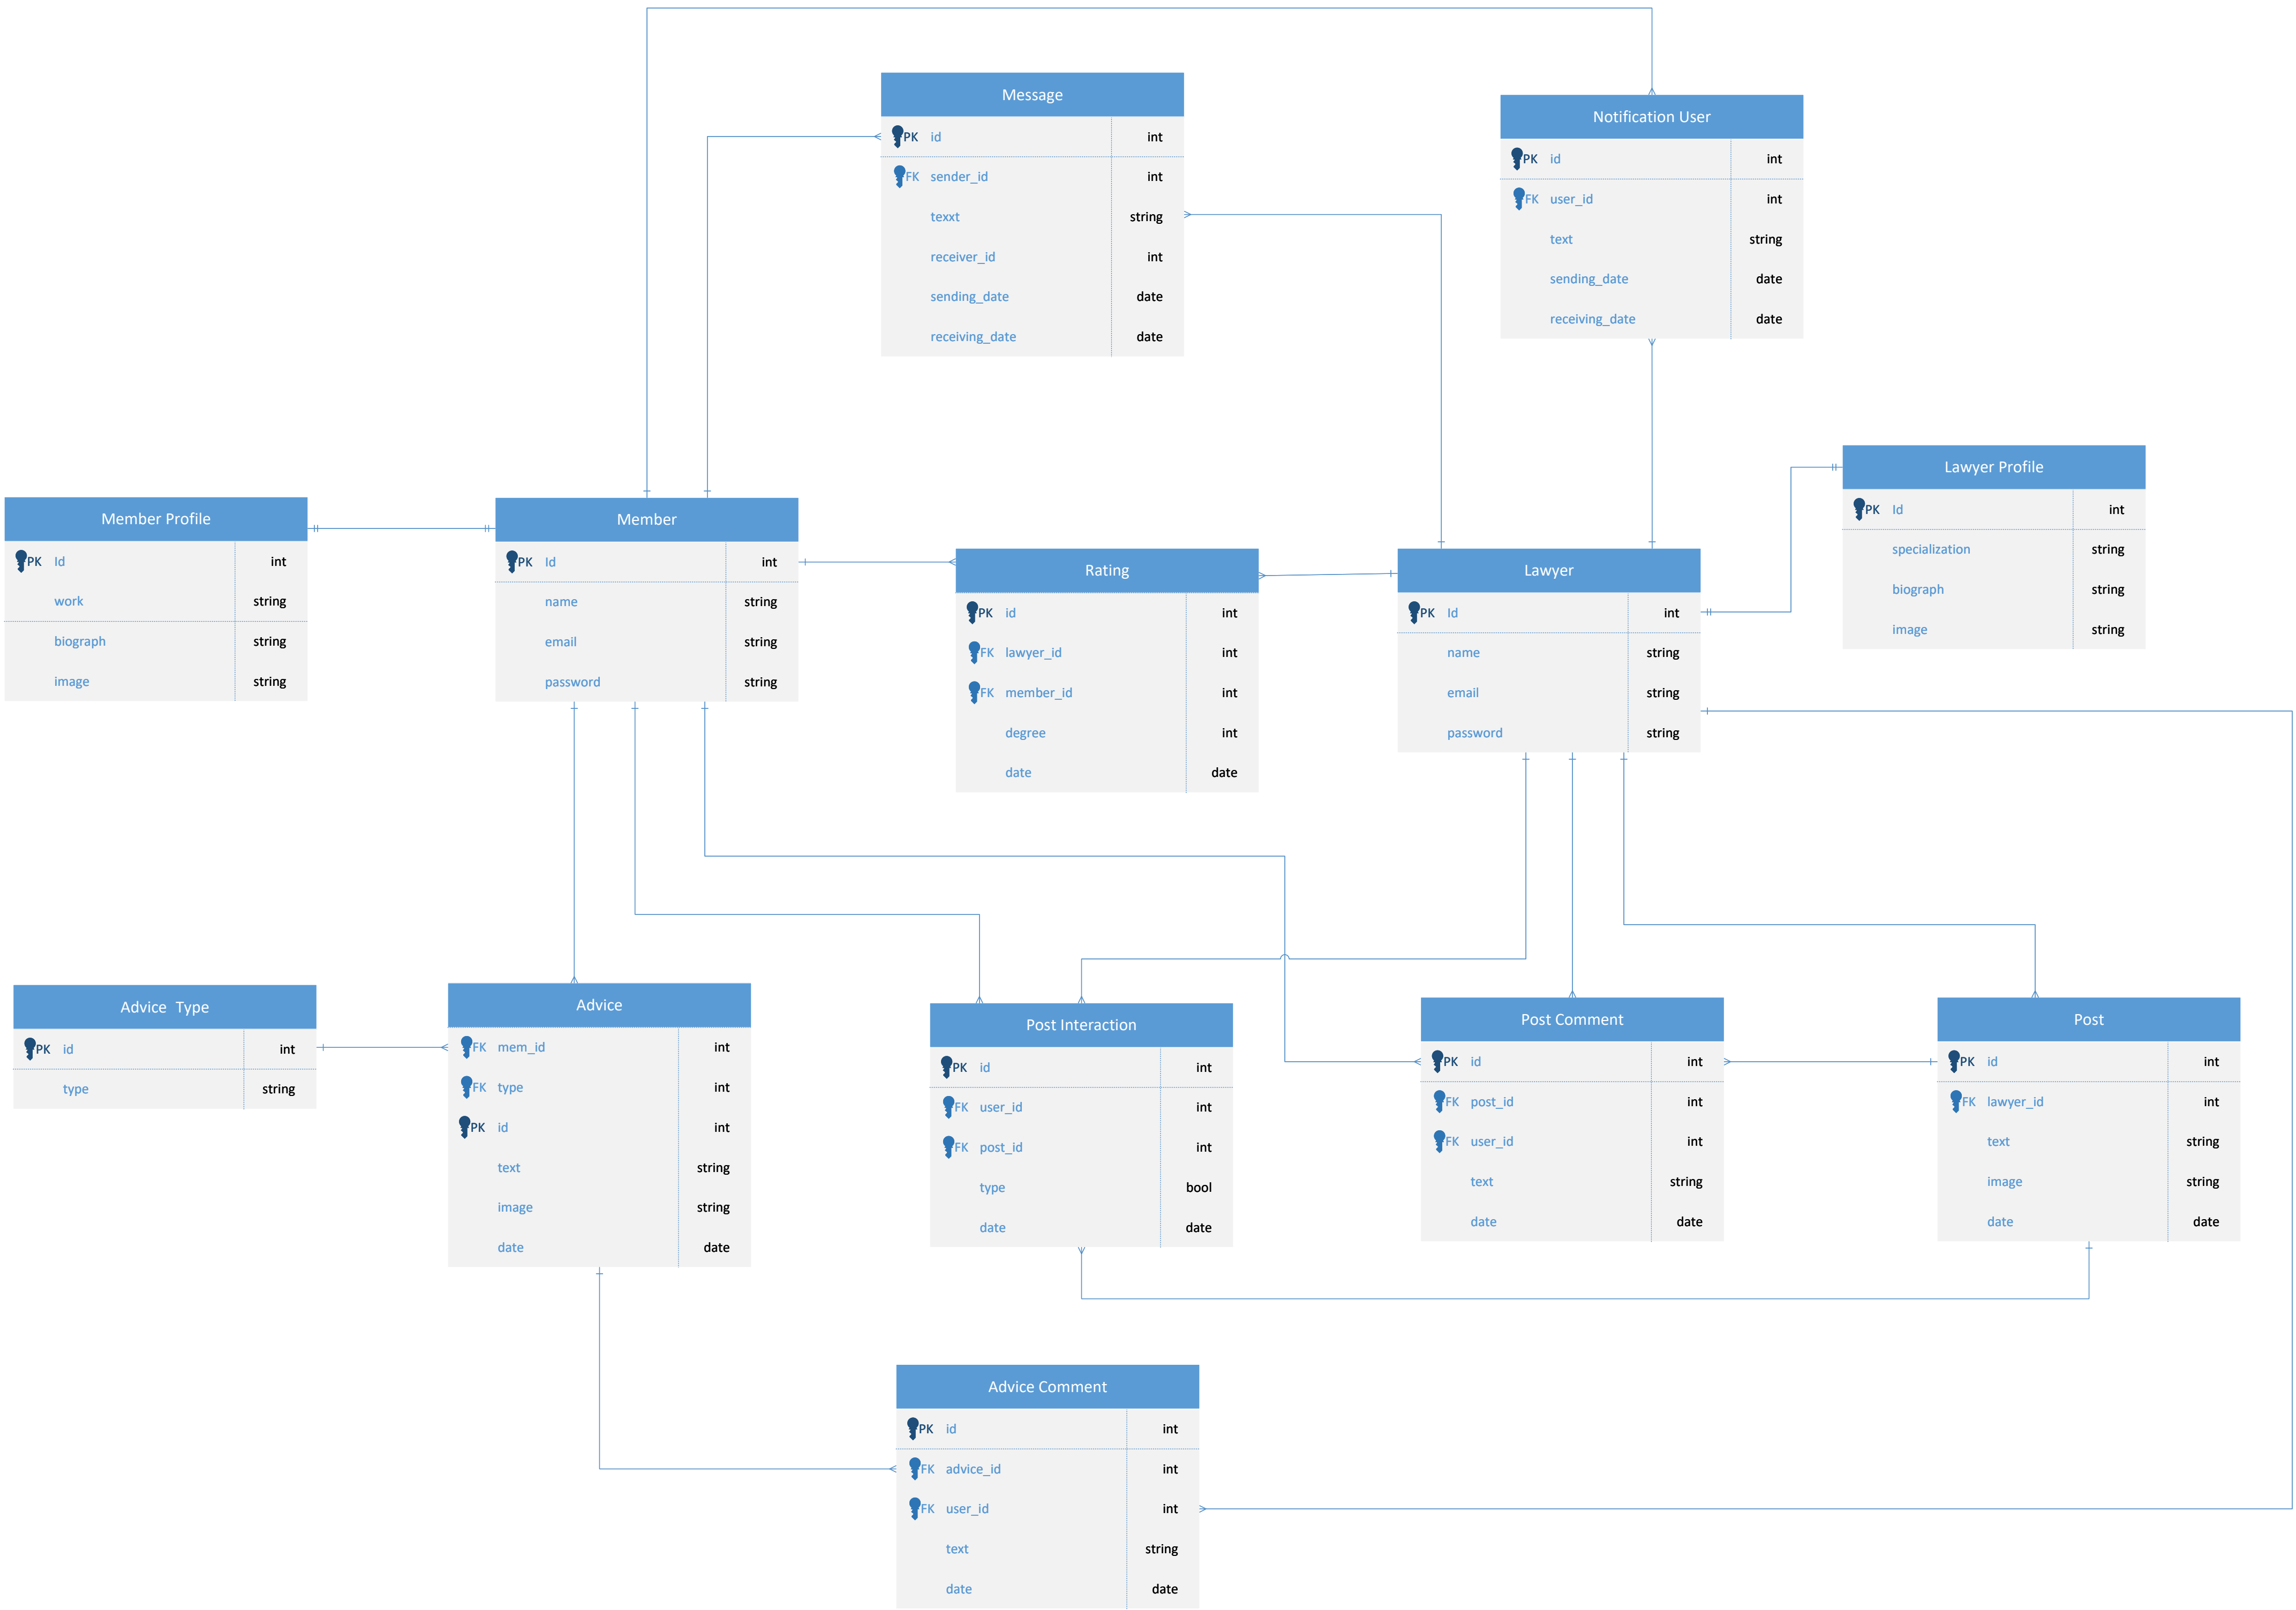 Message
PK id int
FK sender_id int
texxt string
receiver_id int
sending_date date
receiving_date date
Notification User
PK id int
FK user_id int
text string
sending_date date
receiving_date date
Lawyer Profile
PK Id int
specialization string
biograph string
image string
Member Profile
PK Id int
work string
biograph string
image string
Member
PK Id int
name string
email string
password string
Rating
PK id int
FK lawyer_id int
FK member_id int
degree int
date date
Lawyer
PK Id int
name string
email string
password string
Advice Type
PK id int
type string
Advice
FK mem_id int
FK type int
PK id int
text string
image string
date date
Post Interaction
PK id int
FK user_id int
FK post_id int
type bool
date date
Post Comment
PK id int
FK post_id int
FK user_id int
text string
date date
Post
PK id int
FK lawyer_id int
text string
image string
date date
Advice Comment
PK id int
FK advice_id int
FK user_id int
text string
date date